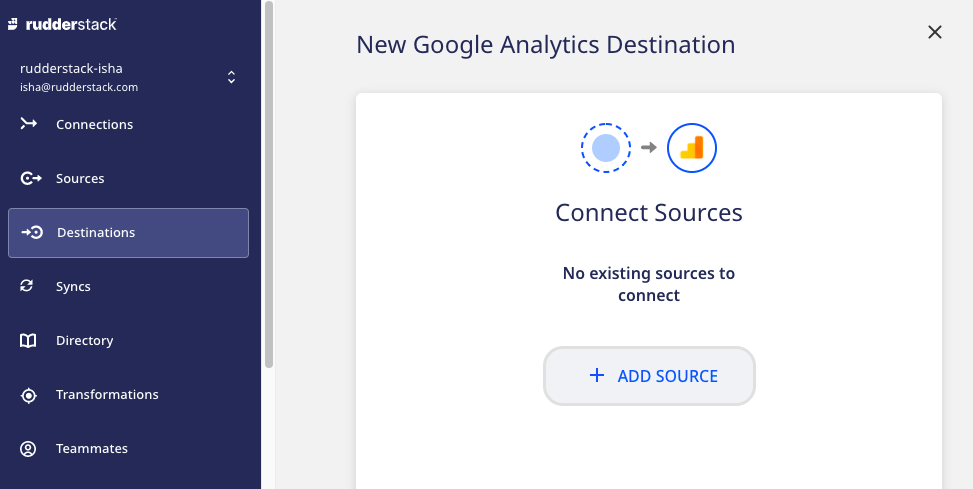 rudderstack
rudderstack-isha
isha@rudderstack.com
Connections
Sources
Destinations
Syncs
Directory
Transformations
Teammates
New Google Analytics Destination
Connect Sources
No existing sources to
connect
ADD SOURCE